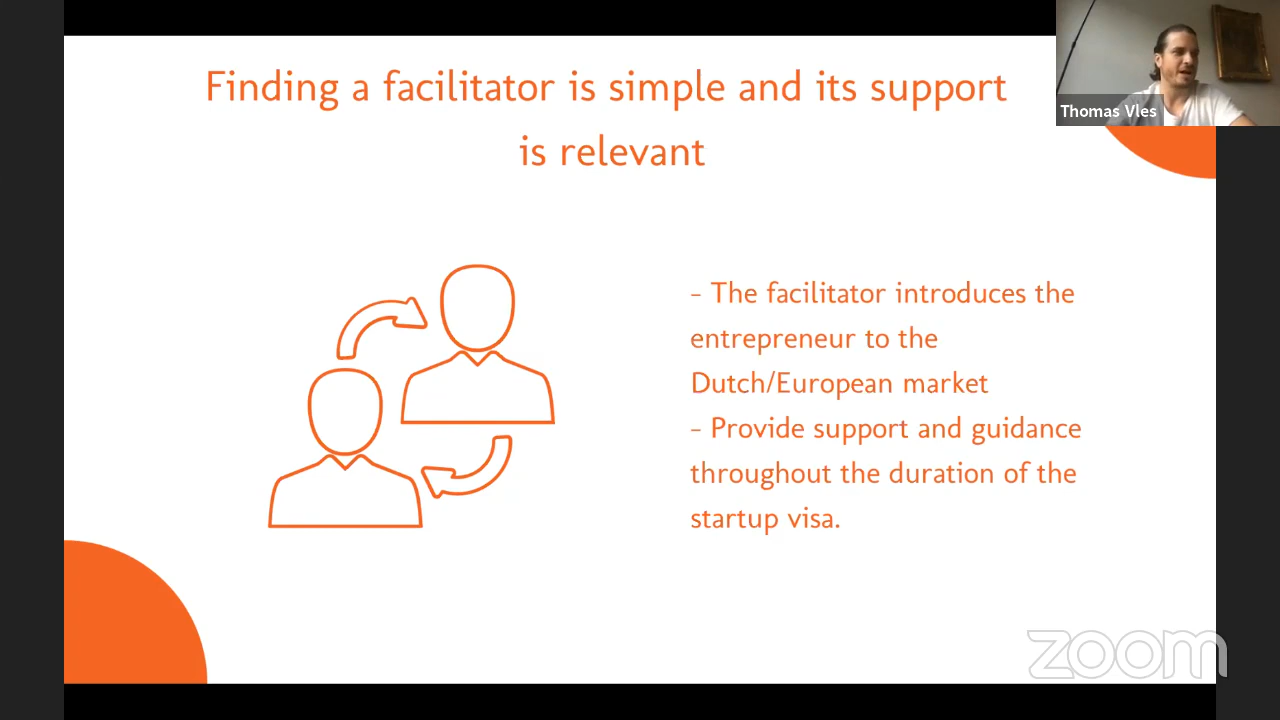 Finding a facilitator is simple and its support
is relevant
Thomas Vles
– The facilitator introduces the
entrepreneur to the
Dutch/European market
– Provide support and guidance
throughout the duration of the
startup visa.
zoom